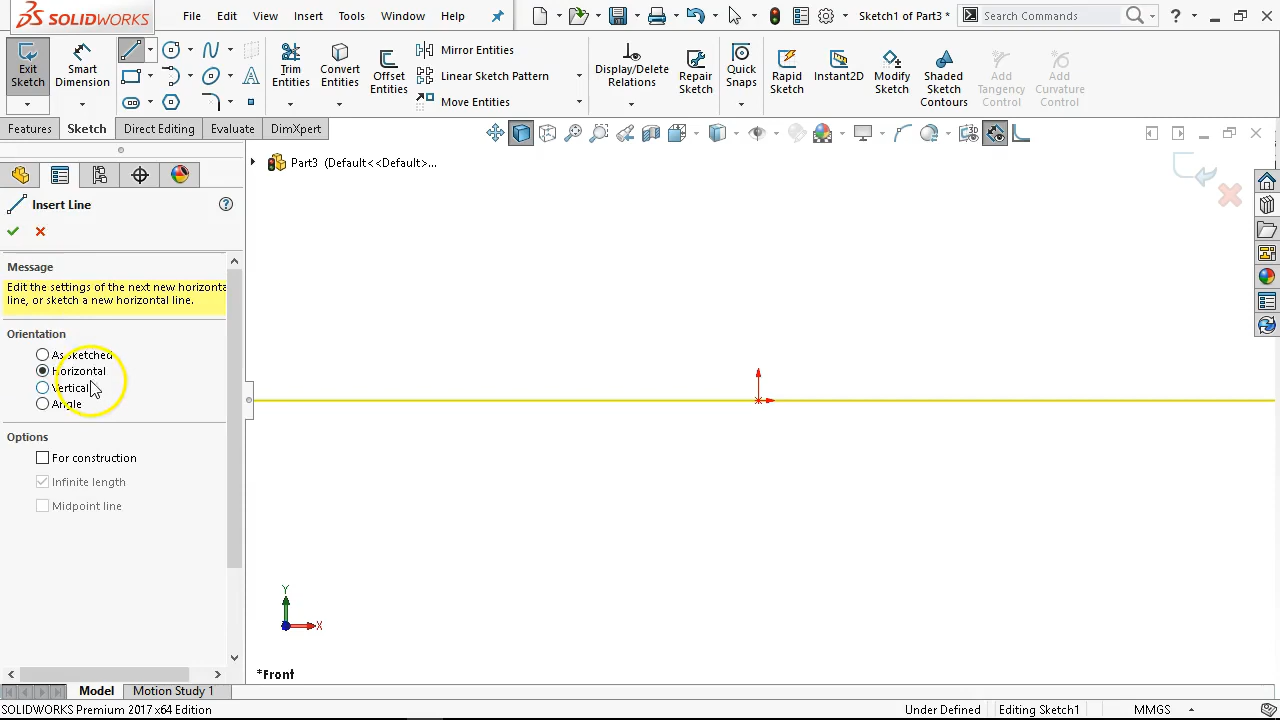 SOLIDWORKS File Edit View Insert Tools Window Help Sketch1 of Part3 * Search Commands ?
Exit Sketch
Smart Dimension
Trim Entities
Convert Entities
Offset Entities
Mirror Entities
Linear Sketch Pattern
Move Entities
Display/Delete Relations
Repair Sketch
Quick Snaps
Rapid Sketch
Instant2D
Modify Sketch
Shaded Sketch Contours
Add Tangency Control
Add Curvature Control
Features Sketch Direct Editing Evaluate DimXpert
Part3 (Default<<Default>...
Insert Line ?
Message
Edit the settings of the next new horizonta
line, or sketch a new horizontal line.
Orientation
As sketched
Horizontal
Vertical
Angle
Options
For construction
Infinite length
Midpoint line
Y
X
*Front
Model Motion Study 1
SOLIDWORKS Premium 2017 x64 Edition Under Defined Editing Sketch1 MMGS